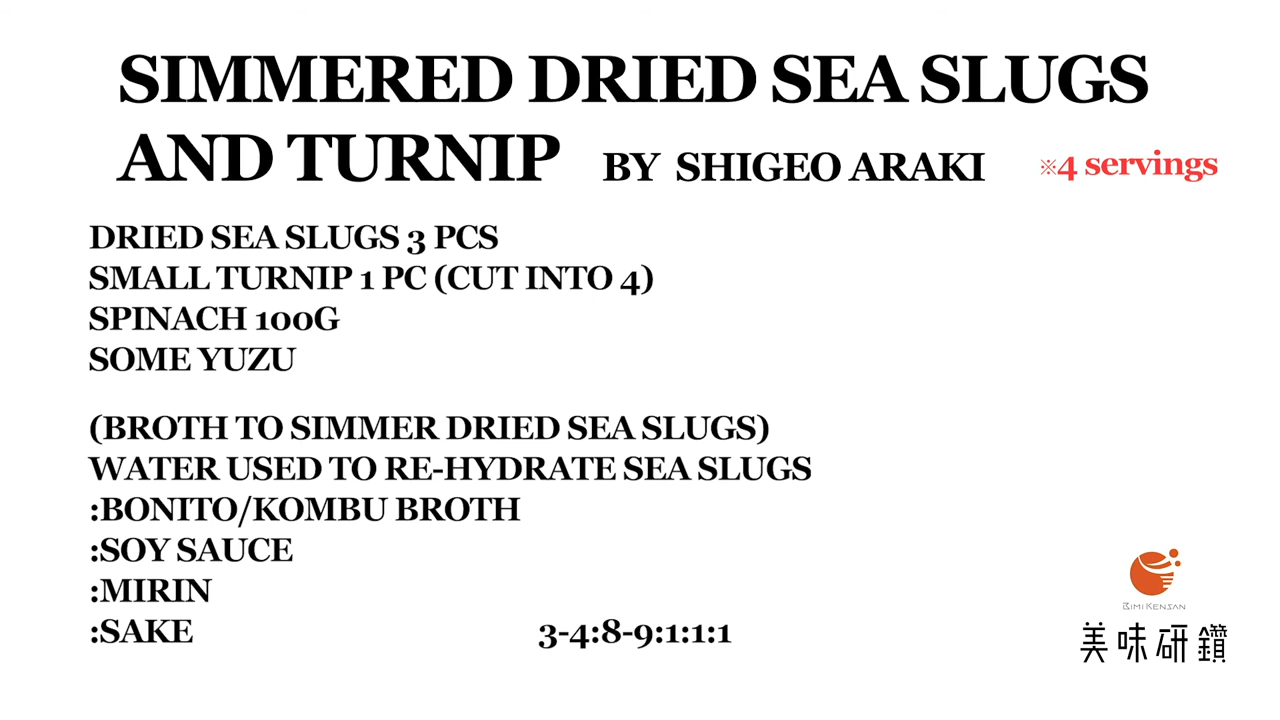 SIMMERED DRIED SEA SLUGS
AND TURNIP BY SHIGEO ARAKI ※4 servings
DRIED SEA SLUGS 3 PCS
SMALL TURNIP 1 PC (CUT INTO 4)
SPINACH 100G
SOME YUZU
(BROTH TO SIMMER DRIED SEA SLUGS)
WATER USED TO RE-HYDRATE SEA SLUGS
:BONITO/KOMBU BROTH
:SOY SAUCE
:MIRIN
:SAKE 3-4:8-9:1:1:1
BIMI KENSAN
美味研鑽